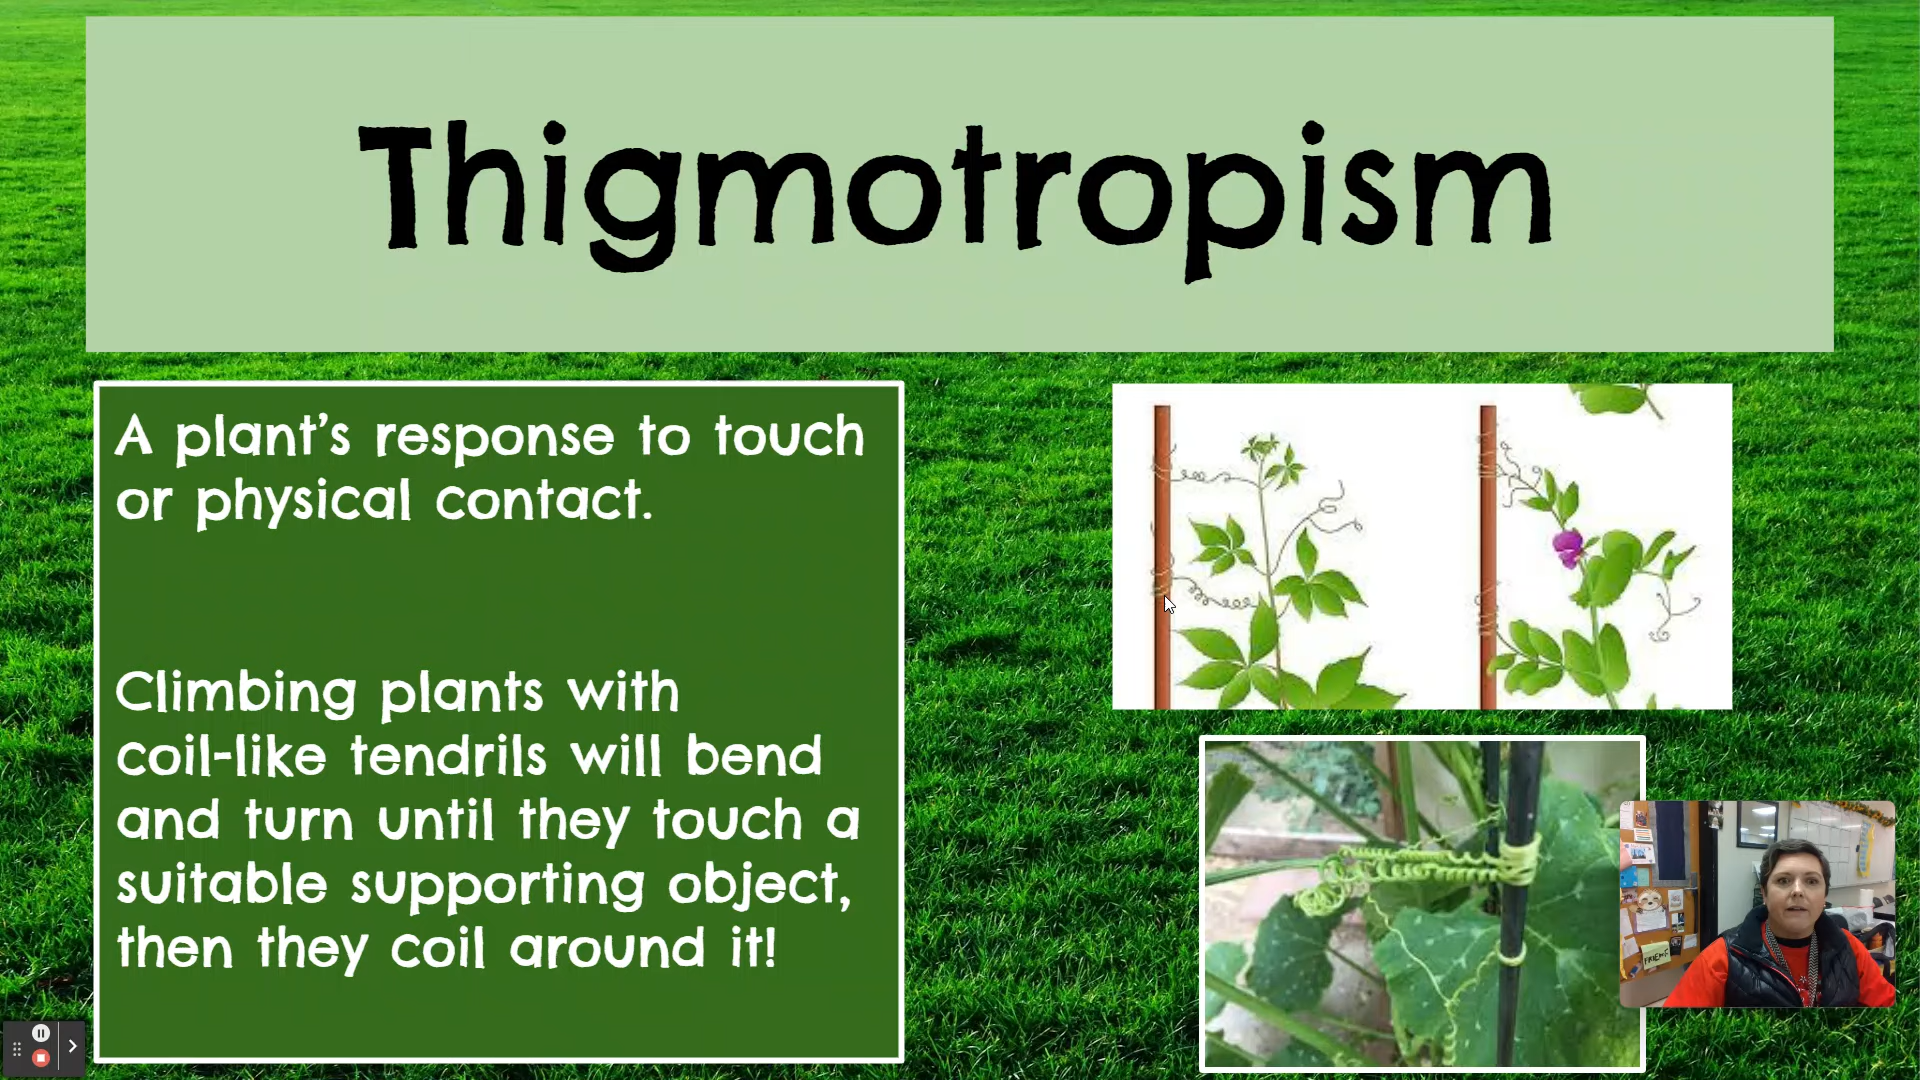 Thigmotropism
A plant's response to touch
or physical contact.
Climbing plants with
coil-like tendrils will bend
and turn until they touch a
suitable supporting object,
then they coil around it!